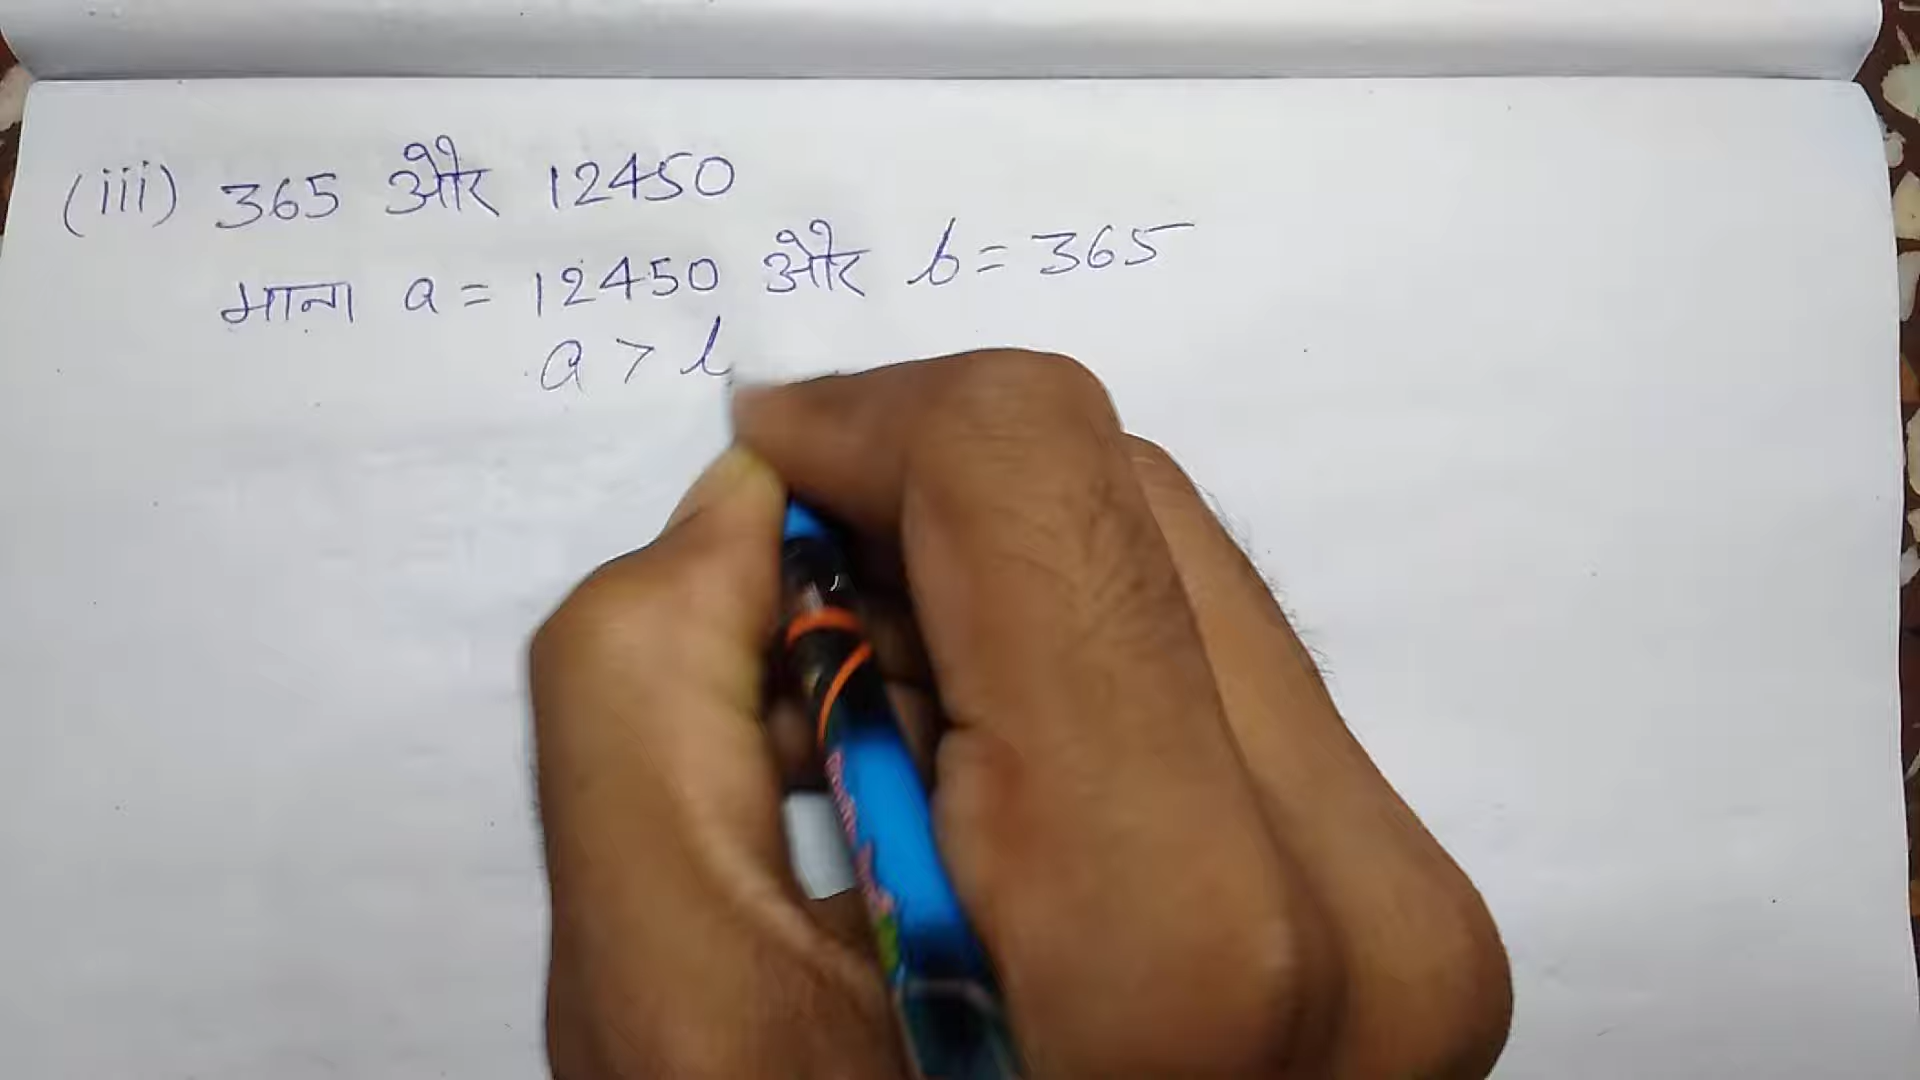 (iii) 365 और 12450
माना a = 12450 और b = 365
a >